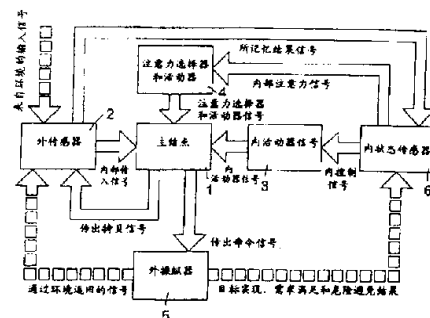 所记忆结果信号
来自环境的输入信号
注意力选择器
和活动器
4
内部注意力信号
注意力选择器
和活动器信号
2
外传感器
主结点
内活动器信号
内状态传感器
内部传
入信号
1
内
活动器信号
3
内控制
信号
6
传出拷贝信号
传出命令信号
外操纵器
通过环境返回的信号
目标实现、需求满足和危险避免结果
5